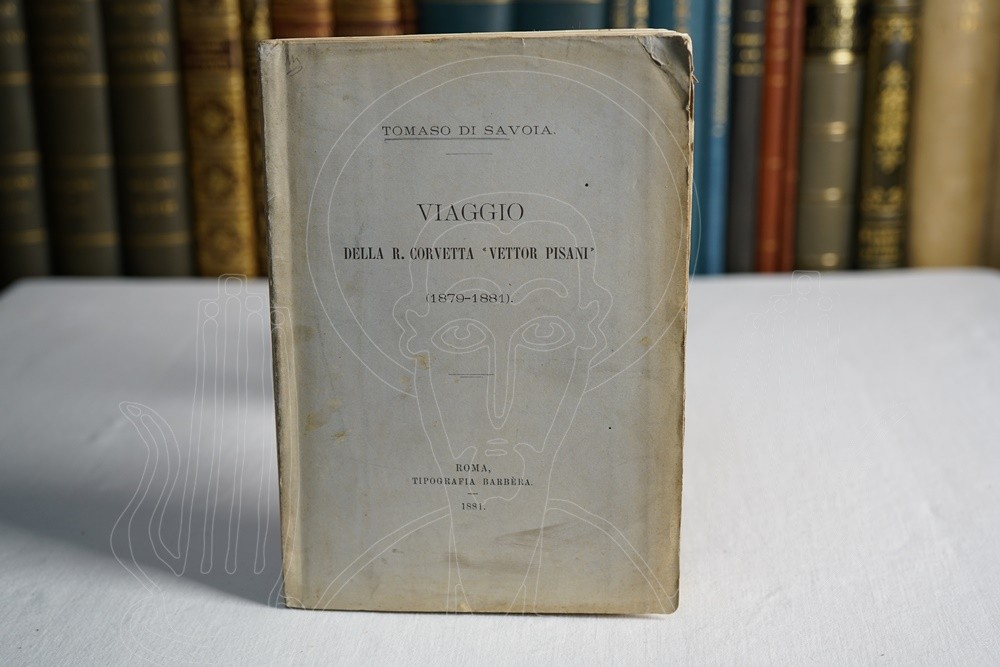 TOMASO DI SAVOIA.
VIAGGIO
DELLA R. CORVETTA "VETTOR PISANI"
(1879-1881).
ROMA,
TIPOGRAFIA BARBÈRA.
1881.